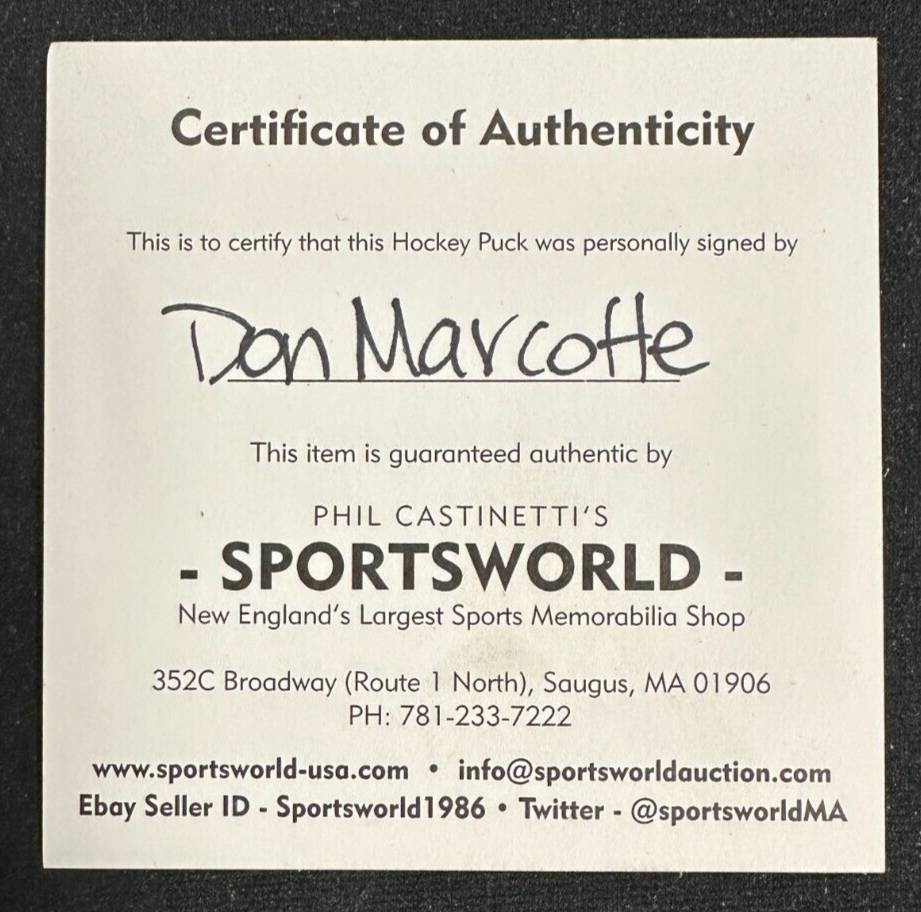 Certificate of Authenticity
This is to certify that this Hockey Puck was personally signed by
Don Marcotte
This item is guaranteed authentic by
PHIL CASTINETTI'S
- SPORTSWORLD -
New England's Largest Sports Memorabilia Shop
352C Broadway (Route 1 North), Saugus, MA 01906
PH: 781-233-7222
www.sportsworld-usa.com • info@sportsworldauction.com
Ebay Seller ID - Sportsworld1986 • Twitter - @sportsworldMA